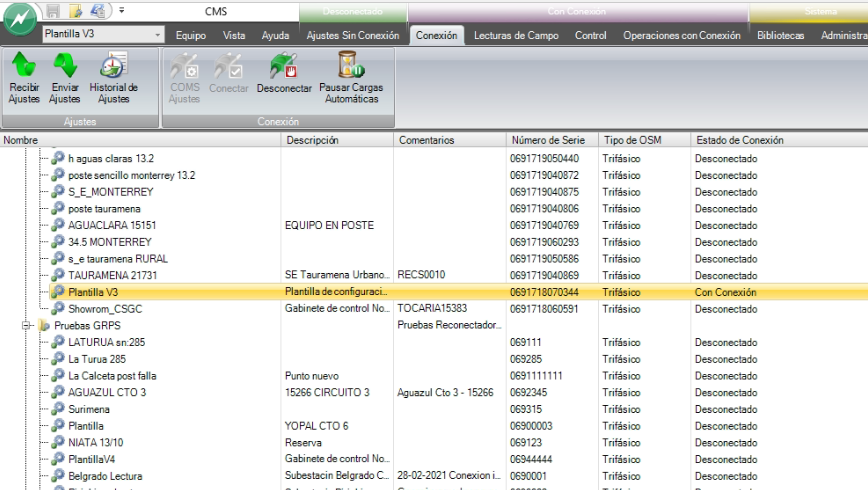 CMS
Desconectado
Con Conexión
Sistema
Plantilla V3 Equipo Vista Ayuda Ajustes Sin Conexión Conexión Lecturas de Campo Control Operaciones con Conexión Bibliotecas Administra
Recibir Ajustes Enviar Ajustes Historial de Ajustes COMS Ajustes Conectar Desconectar Pausar Cargas Automáticas
Ajustes Conexión
Nombre Descripción Comentarios Número de Serie Tipo de OSM Estado de Conexión
h aguas claras 13.2 0691719050440 Trifásico Desconectado
poste sencillo monterrey 13.2 0691719040872 Trifásico Desconectado
S_E_MONTERREY 0691719040875 Trifásico Desconectado
poste tauramena 0691719040806 Trifásico Desconectado
AGUACLARA 15151 EQUIPO EN POSTE 0691719040769 Trifásico Desconectado
34.5 MONTERREY 0691719060293 Trifásico Desconectado
s_e tauramena RURAL 0691719050586 Trifásico Desconectado
TAURAMENA 21731 SE Tauramena Urbano... RECS0010 0691719040869 Trifásico Desconectado
Plantilla V3 Plantilla de configuraci... 0691718070344 Trifásico Con Conexión
Showrom_CSGC Gabinete de control No... TOCARIA15383 0691718060591 Trifásico Desconectado
Pruebas GRPS Pruebas Reconectador...
LATURUA sn:285 069111 Trifásico Desconectado
La Turua 285 069285 Trifásico Desconectado
La Calceta post falla Punto nuevo 0691111111 Trifásico Desconectado
AGUAZUL CTO 3 15266 CIRCUITO 3 Aguazul Cto 3 - 15266 0692345 Trifásico Desconectado
Surimena 069315 Trifásico Desconectado
Plantilla YOPAL CTO 6 06900003 Trifásico Desconectado
NIATA 13/10 Reserva 069123 Trifásico Desconectado
PlantillaV4 Gabinete de control No... 06944444 Trifásico Desconectado
Belgrado Lectura Subestacin Belgrado C... 28-02-2021 Conexion i... 0690001 Trifásico Desconectado